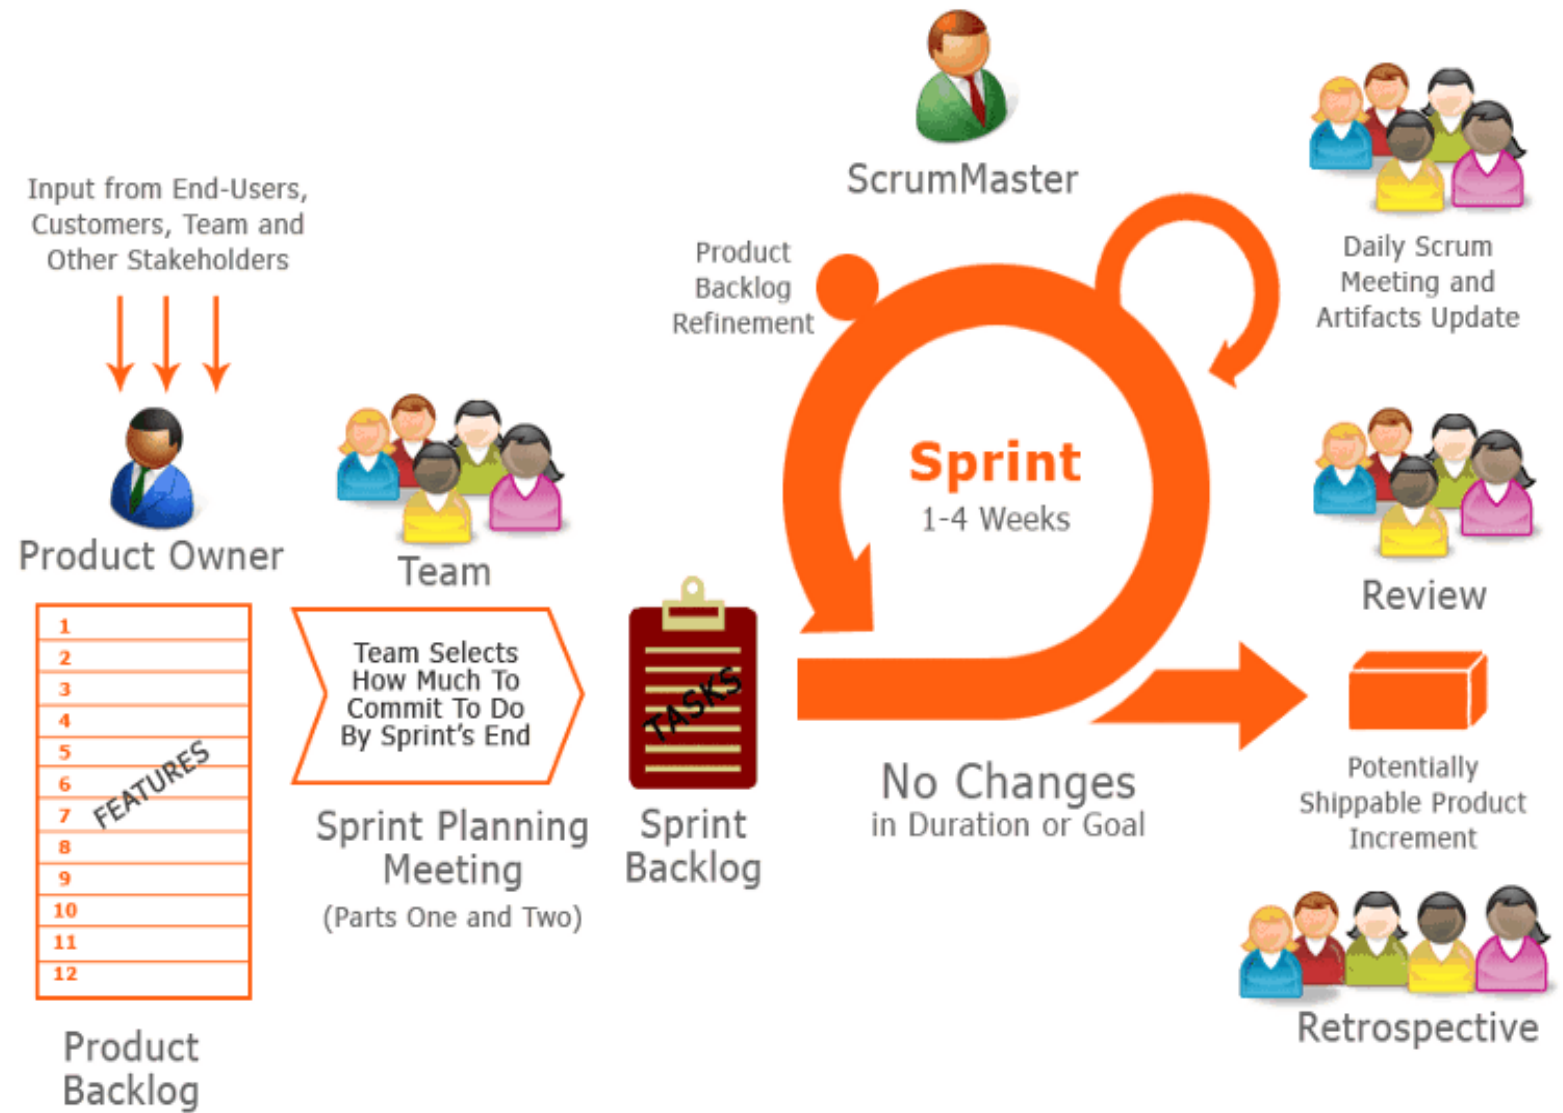 ScrumMaster
Input from End-Users,
Customers, Team and
Other Stakeholders
Product
Backlog
Refinement
Daily Scrum
Meeting and
Artifacts Update
Sprint
1-4 Weeks
Product Owner
Team
Review
1
2
3
4
5
6
7
8
9
10
11
12
FEATURES
Team Selects
How Much To
Commit To Do
By Sprint's End
TASKS
Sprint Planning
Meeting
(Parts One and Two)
Sprint
Backlog
No Changes
in Duration or Goal
Potentially
Shippable Product
Increment
Retrospective
Product
Backlog